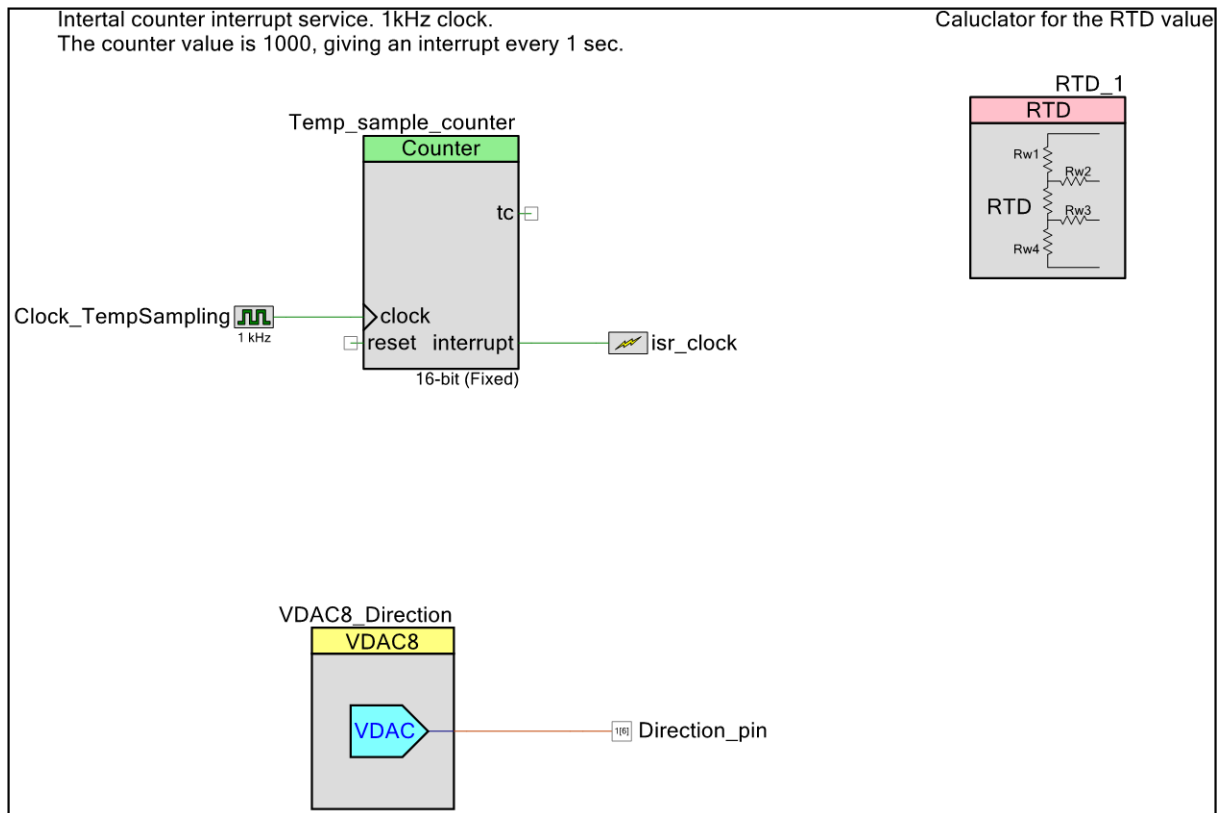 Intertal counter interrupt service. 1kHz clock.
The counter value is 1000, giving an interrupt every 1 sec.
Caluclator for the RTD value
RTD_1
RTD
Rw1
Rw2
RTD
Rw3
Rw4
Temp_sample_counter
Counter
tc
Clock_TempSampling
1 kHz
clock
reset
interrupt
isr_clock
16-bit (Fixed)
VDAC8_Direction
VDAC8
VDAC
1[6]
Direction_pin